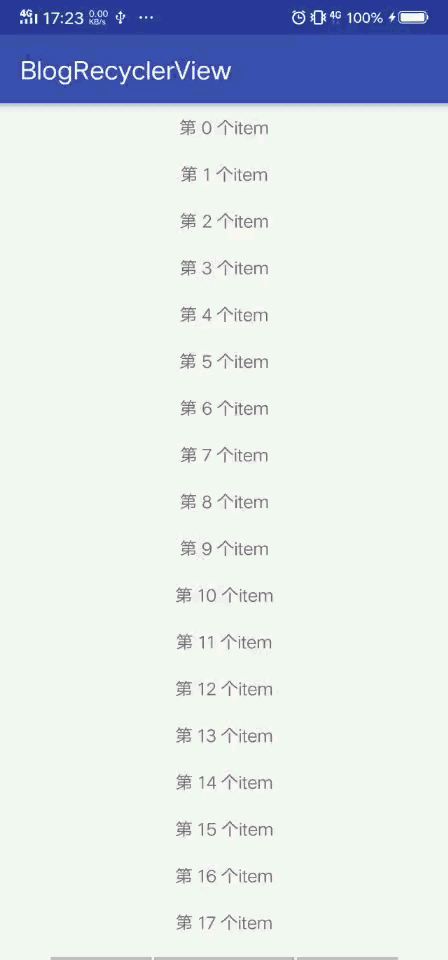 4G 17:23 0.00 KB/s ··· 4G 100%
BlogRecyclerView
第 0 个item
第 1 个item
第 2 个item
第 3 个item
第 4 个item
第 5 个item
第 6 个item
第 7 个item
第 8 个item
第 9 个item
第 10 个item
第 11 个item
第 12 个item
第 13 个item
第 14 个item
第 15 个item
第 16 个item
第 17 个item